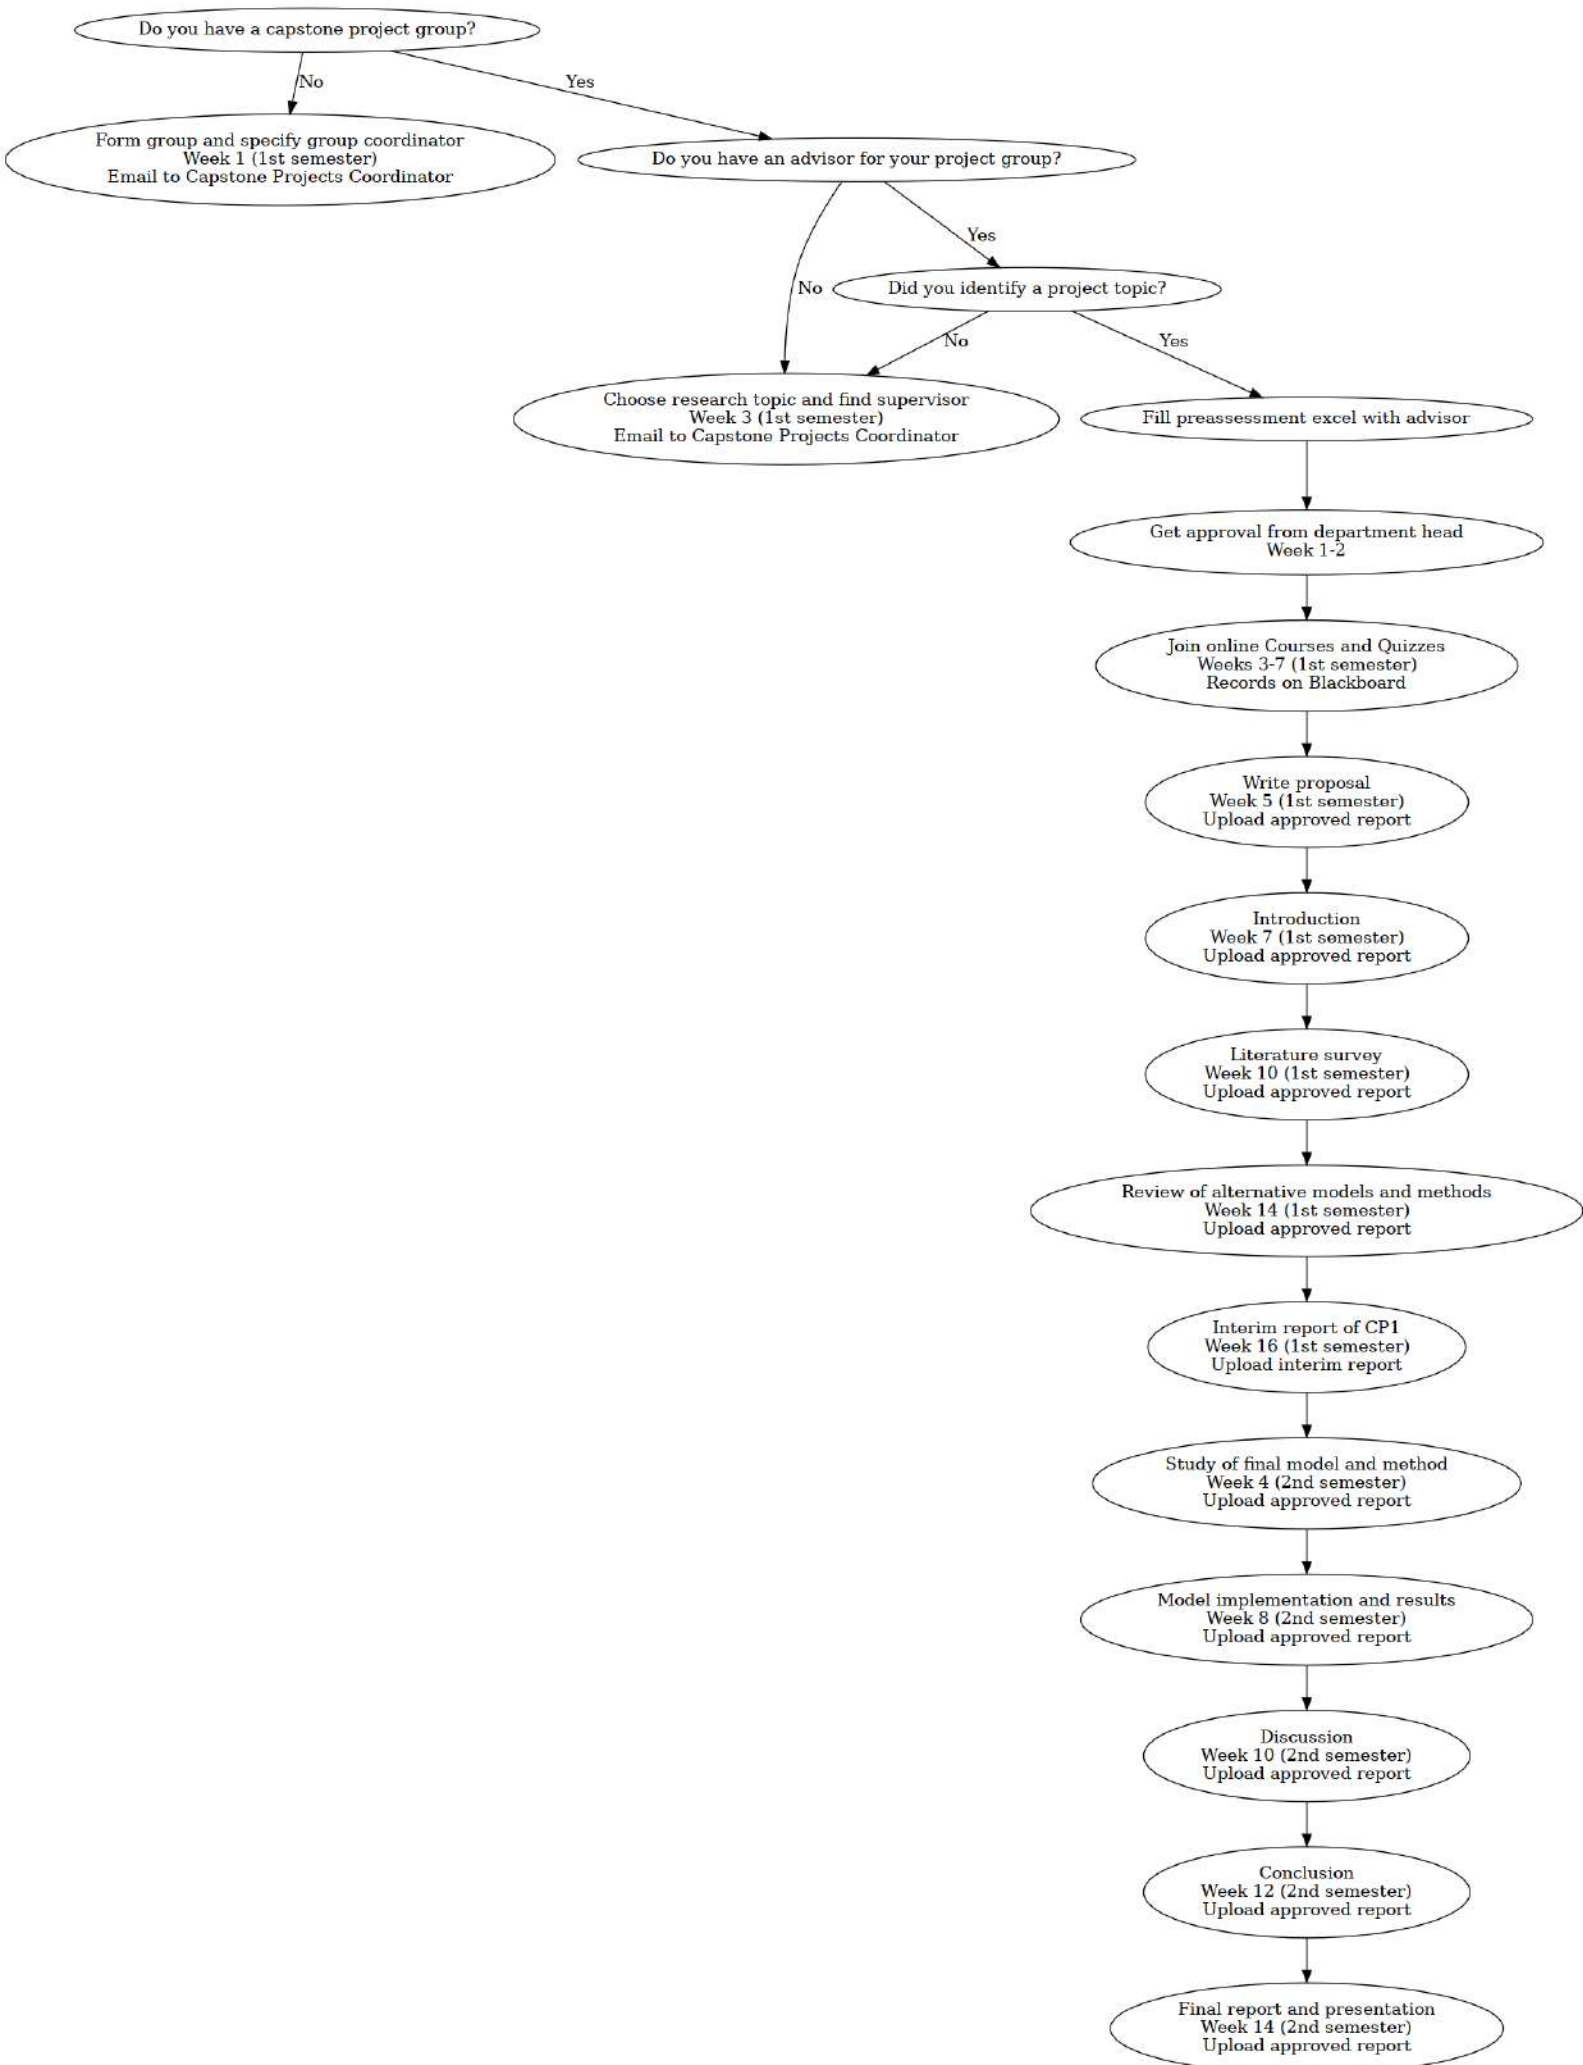 Do you have a capstone project group?
No
Yes
Form group and specify group coordinator
Week 1 (1st semester)
Email to Capstone Projects Coordinator
Do you have an advisor for your project group?
Yes
No
Did you identify a project topic?
No
Yes
Choose research topic and find supervisor
Week 3 (1st semester)
Email to Capstone Projects Coordinator
Fill preassessment excel with advisor
Get approval from department head
Week 1-2
Join online Courses and Quizzes
Weeks 3-7 (1st semester)
Records on Blackboard
Write proposal
Week 5 (1st semester)
Upload approved report
Introduction
Week 7 (1st semester)
Upload approved report
Literature survey
Week 10 (1st semester)
Upload approved report
Review of alternative models and methods
Week 14 (1st semester)
Upload approved report
Interim report of CP1
Week 16 (1st semester)
Upload interim report
Study of final model and method
Week 4 (2nd semester)
Upload approved report
Model implementation and results
Week 8 (2nd semester)
Upload approved report
Discussion
Week 10 (2nd semester)
Upload approved report
Conclusion
Week 12 (2nd semester)
Upload approved report
Final report and presentation
Week 14 (2nd semester)
Upload approved report